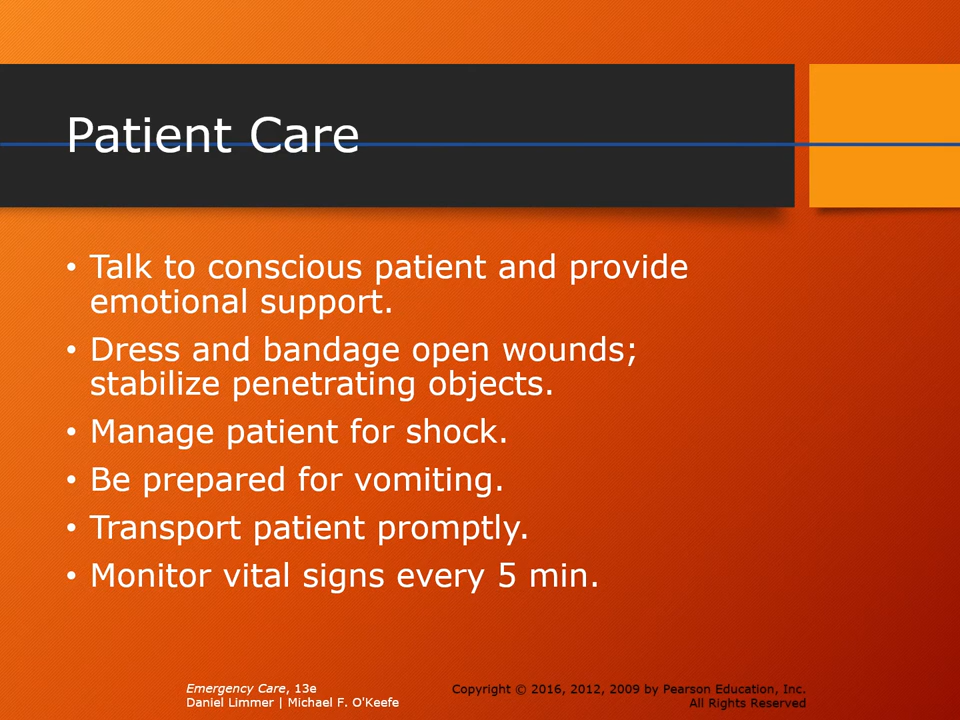 Patient Care
• Talk to conscious patient and provide
emotional support.
• Dress and bandage open wounds;
stabilize penetrating objects.
• Manage patient for shock.
• Be prepared for vomiting.
• Transport patient promptly.
• Monitor vital signs every 5 min.
Emergency Care, 13e
Daniel Limmer | Michael F. O'Keefe
Copyright © 2016, 2012, 2009 by Pearson Education, Inc.
All Rights Reserved